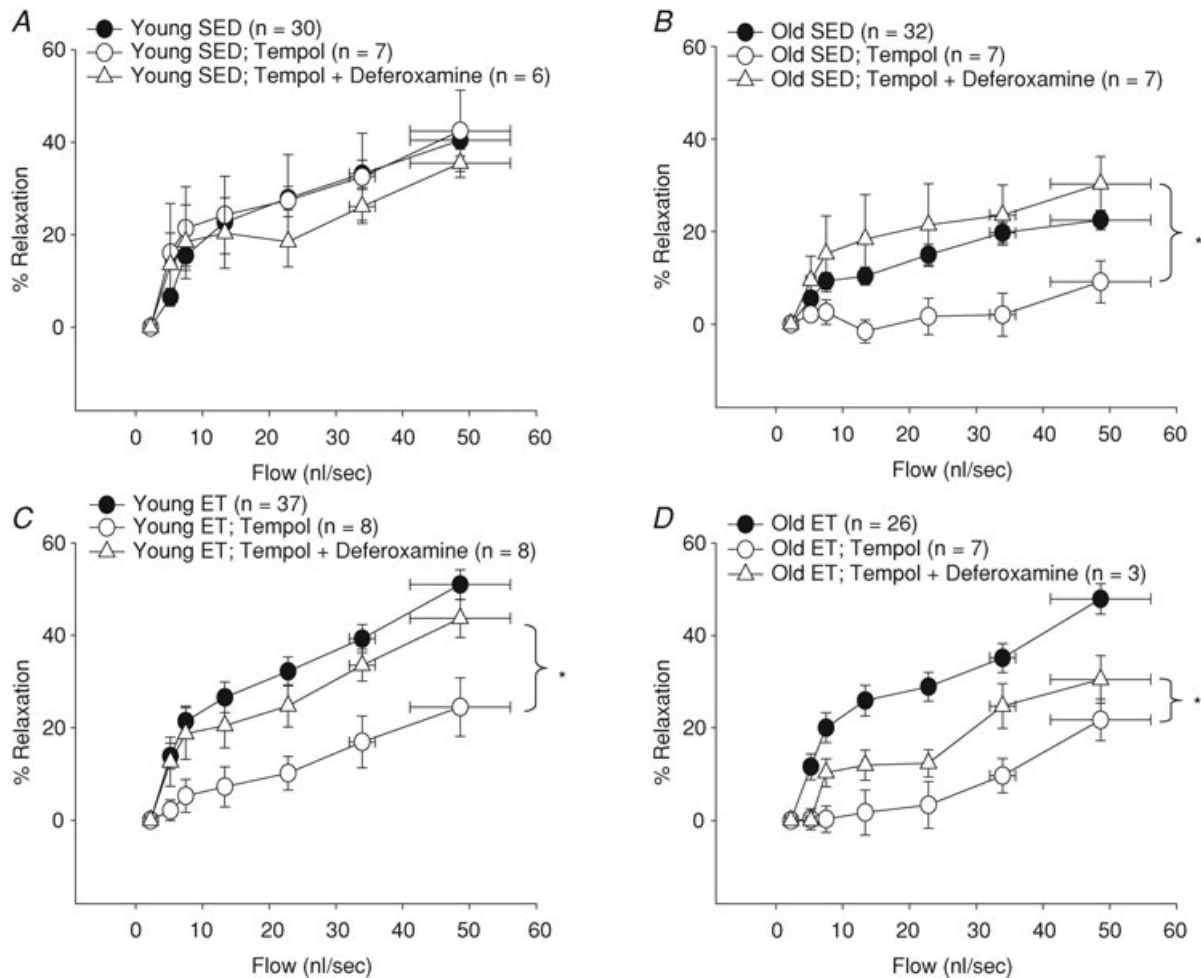 A
Young SED (n = 30)
Young SED; Tempol (n = 7)
Young SED; Tempol + Deferoxamine (n = 6)
60
40
20
0
% Relaxation
0 10 20 30 40 50 60
Flow (nl/sec)
B
Old SED (n = 32)
Old SED; Tempol (n = 7)
Old SED; Tempol + Deferoxamine (n = 7)
60
40
20
0
% Relaxation
*
0 10 20 30 40 50 60
Flow (nl/sec)
C
Young ET (n = 37)
Young ET; Tempol (n = 8)
Young ET; Tempol + Deferoxamine (n = 8)
60
40
20
0
% Relaxation
*
0 10 20 30 40 50 60
Flow (nl/sec)
D
Old ET (n = 26)
Old ET; Tempol (n = 7)
Old ET; Tempol + Deferoxamine (n = 3)
60
40
20
0
% Relaxation
*
0 10 20 30 40 50 60
Flow (nl/sec)